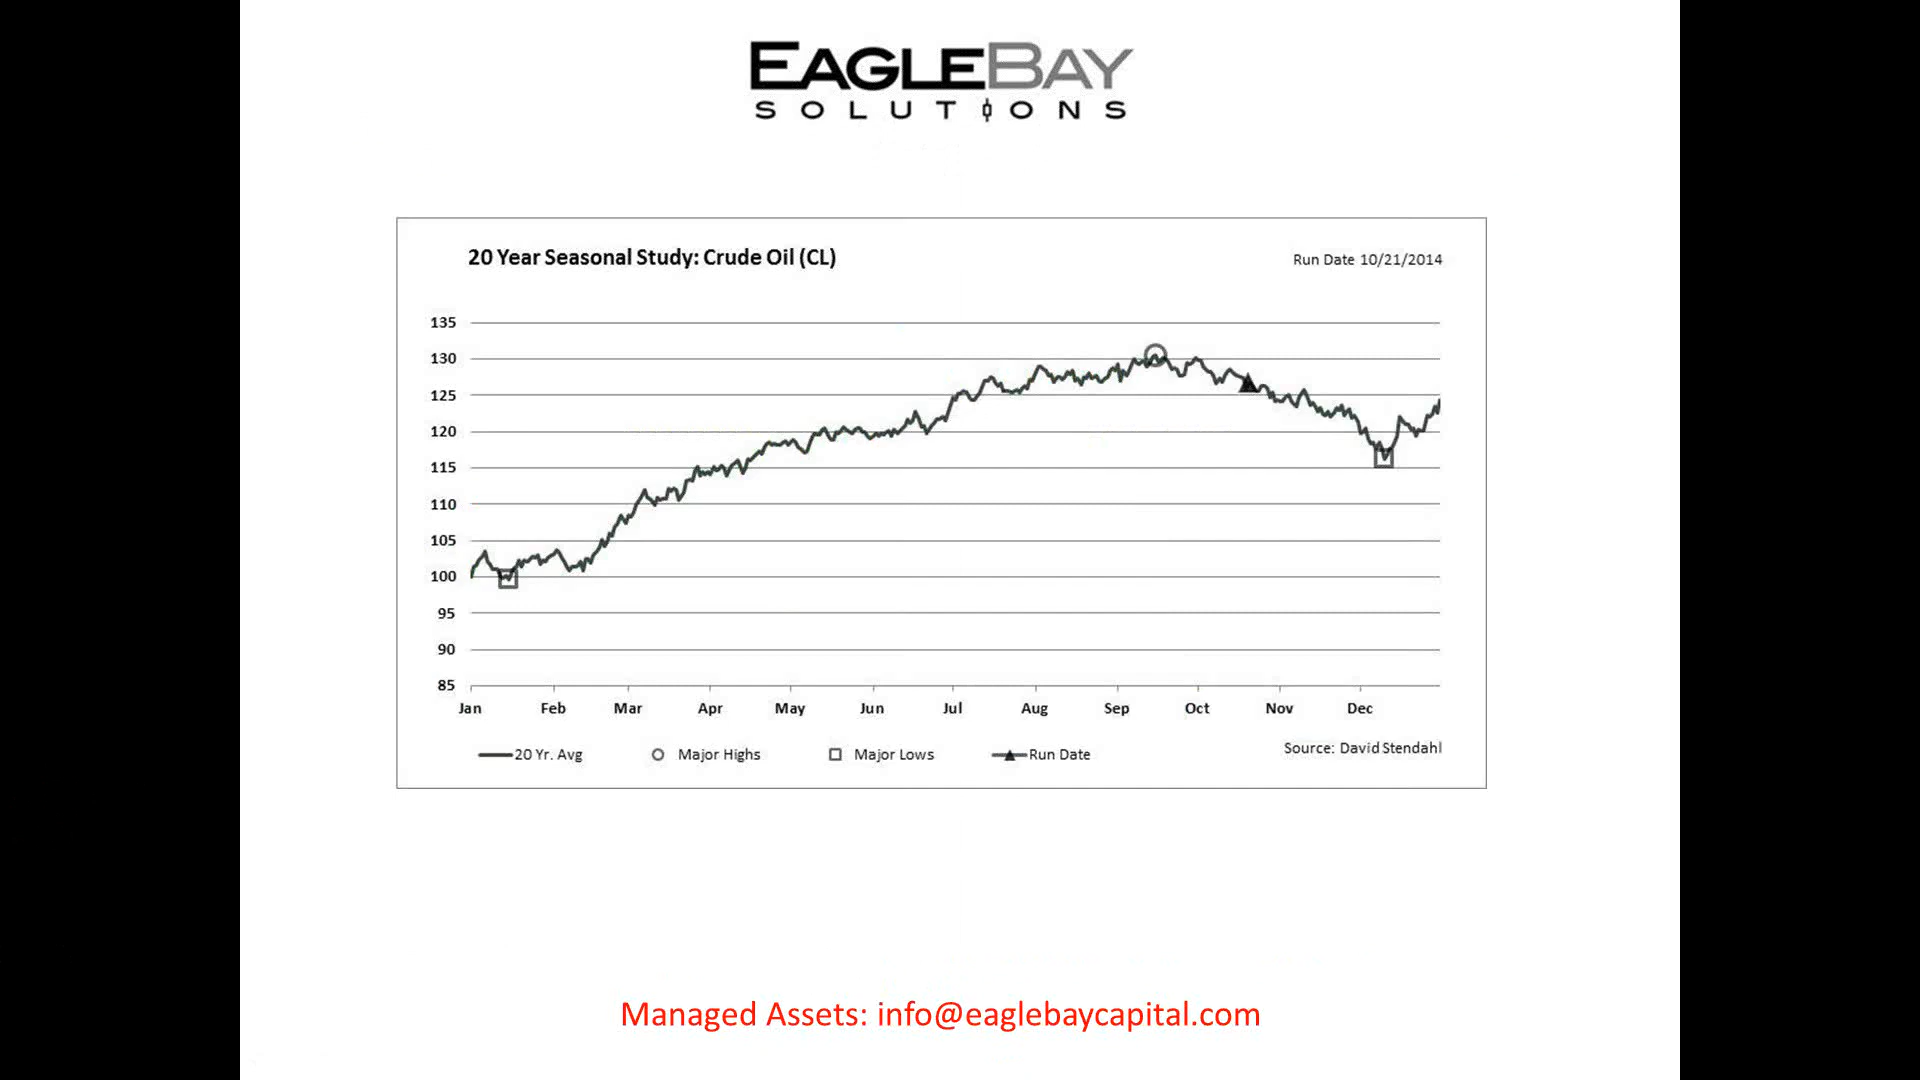 EAGLEBAY
SOLUTIONS
20 Year Seasonal Study: Crude Oil (CL)
Run Date 10/21/2014
135
130
125
120
115
110
105
100
95
90
85
Jan Feb Mar Apr May Jun Jul Aug Sep Oct Nov Dec
20 Yr. Avg Major Highs Major Lows Run Date
Source: David Stendahl
Managed Assets: info@eaglebaycapital.com